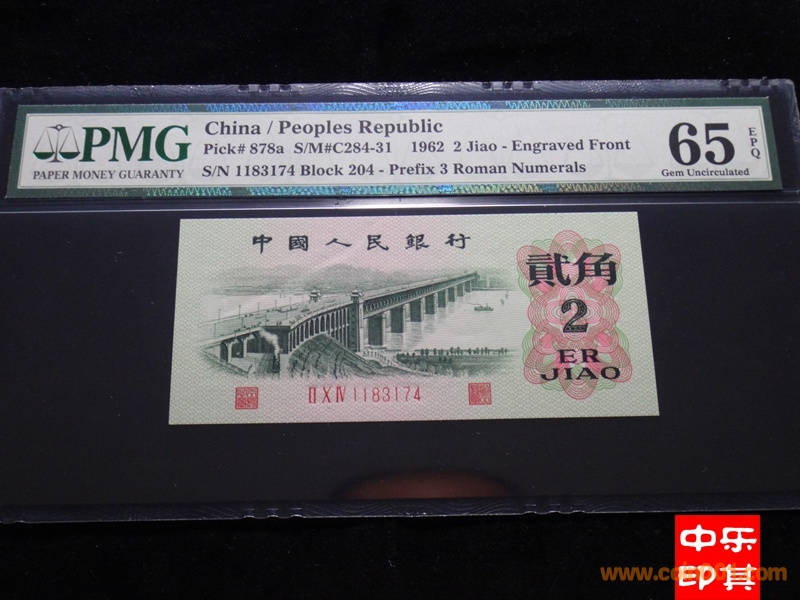 PMG
PAPER MONEY GUARANTY
China / Peoples Republic
Pick# 878a S/M#C284-31 1962 2 Jiao - Engraved Front
S/N 1183174 Block 204 - Prefix 3 Roman Numerals
65 EPQ
Gem Uncirculated
中國人民銀行
貳角
2
ER
JIAO
II X IV 1183174
中乐
印其